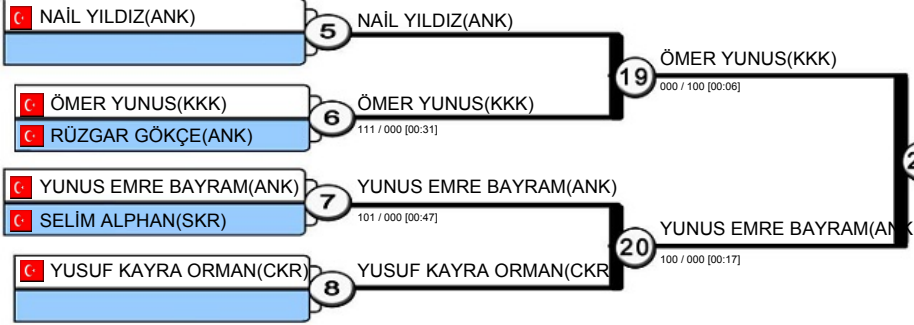 NAİL YILDIZ(ANK)
5
NAİL YILDIZ(ANK)
ÖMER YUNUS(KKK)
19
000 / 100 [00:06]
ÖMER YUNUS(KKK)
6
ÖMER YUNUS(KKK)
RÜZGAR GÖKÇE(ANK)
111 / 000 [00:31]
YUNUS EMRE BAYRAM(ANK)
7
YUNUS EMRE BAYRAM(ANK)
SELİM ALPHAN(SKR)
101 / 000 [00:47]
YUNUS EMRE BAYRAM(ANK
20
100 / 000 [00:17]
YUSUF KAYRA ORMAN(CKR)
8
YUSUF KAYRA ORMAN(CKR